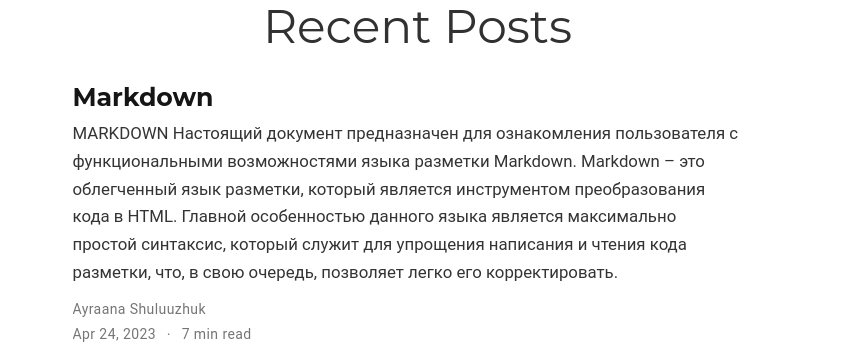 Recent Posts
Markdown
MARKDOWN Настоящий документ предназначен для ознакомления пользователя с
функциональными возможностями языка разметки Markdown. Markdown – это
облегченный язык разметки, который является инструментом преобразования
кода в HTML. Главной особенностью данного языка является максимально
простой синтаксис, который служит для упрощения написания и чтения кода
разметки, что, в свою очередь, позволяет легко его корректировать.
Ayraana Shuluuzhuk
Apr 24, 2023 · 7 min read